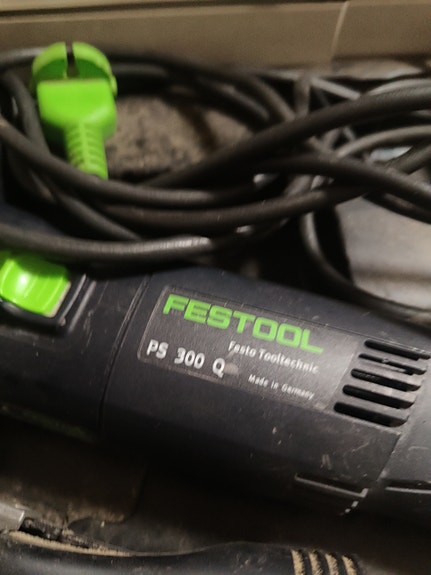 FESTOOL
Festo Tooltechnic
PS 300 Q
Made in Germany